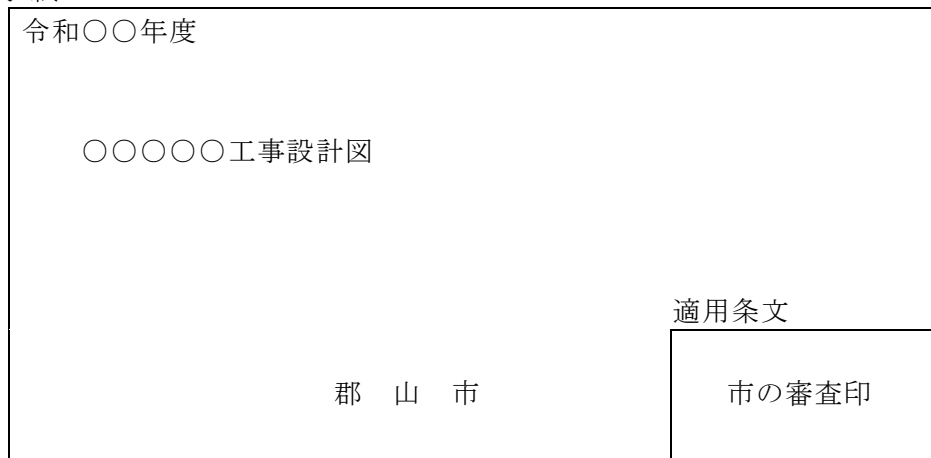 令和○○年度
○○○○○工事設計図
適用条文
郡　山　市
市の審査印